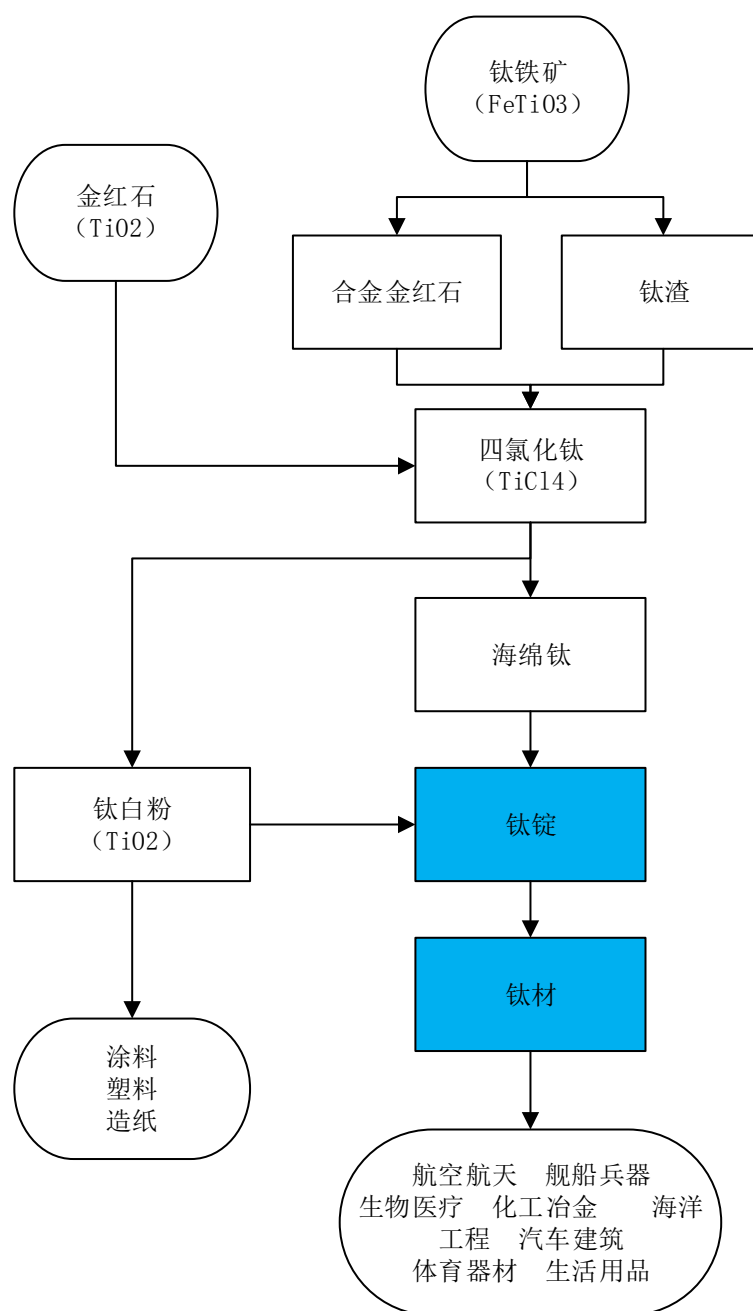 钛铁矿
（FeTiO3）
金红石
（TiO2）
合金金红石
钛渣
四氯化钛
（TiCl4）
海绵钛
钛白粉
（TiO2）
钛锭
钛材
涂料
塑料
造纸
航空航天 舰船兵器
生物医疗 化工冶金 海洋
工程 汽车建筑
体育器材 生活用品